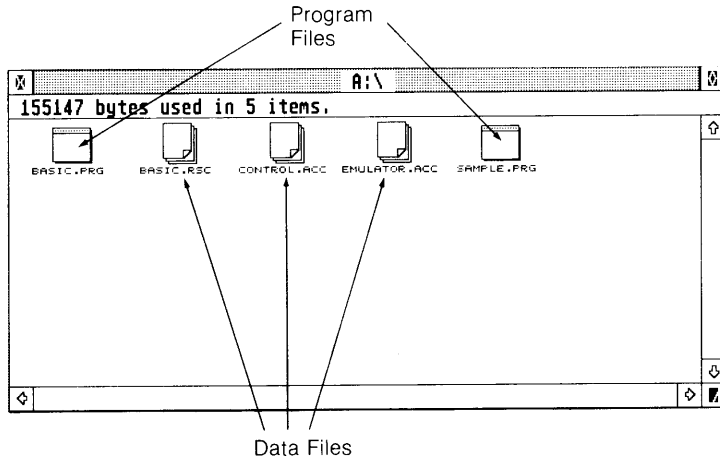 Program
Files
A:\
155147 bytes used in 5 items.
BASIC.PRG BASIC.RSC CONTROL.ACC EMULATOR.ACC SAMPLE.PRG
Data Files